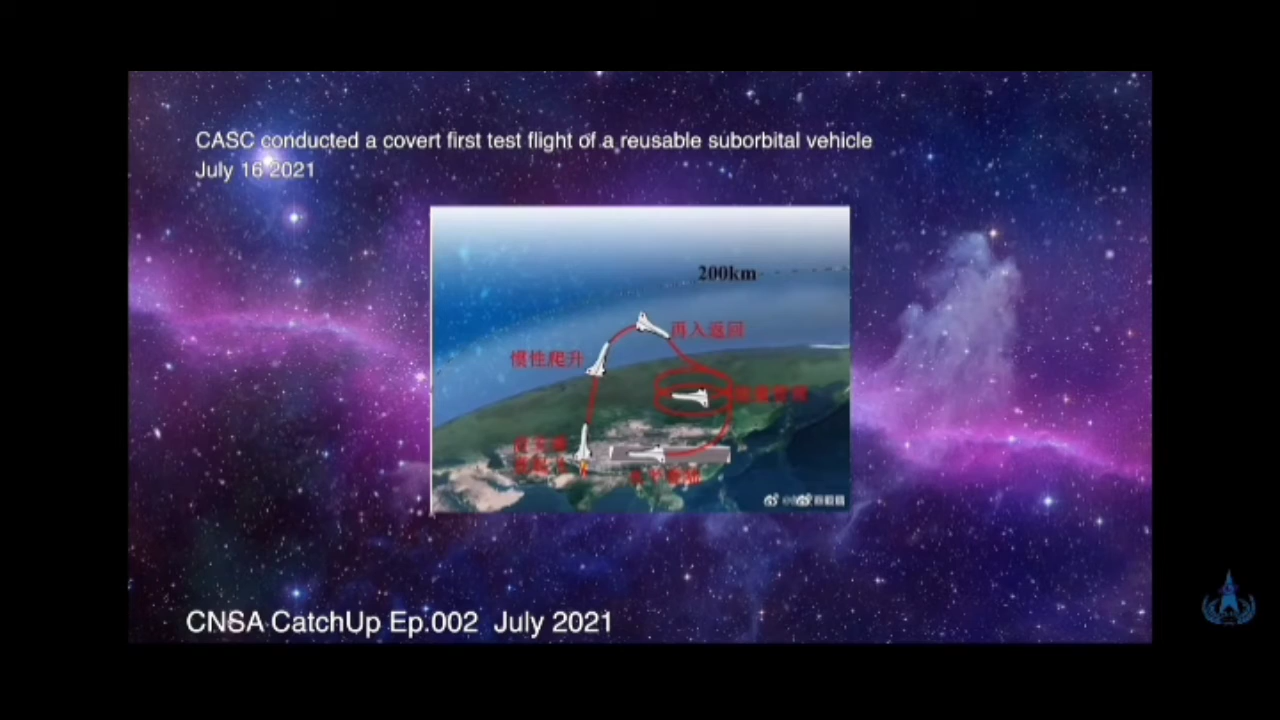 CASC conducted a covert first test flight of a reusable suborbital vehicle
July 16 2021
200km
再入返回
惯性爬升
CNSA CatchUp Ep.002 July 2021